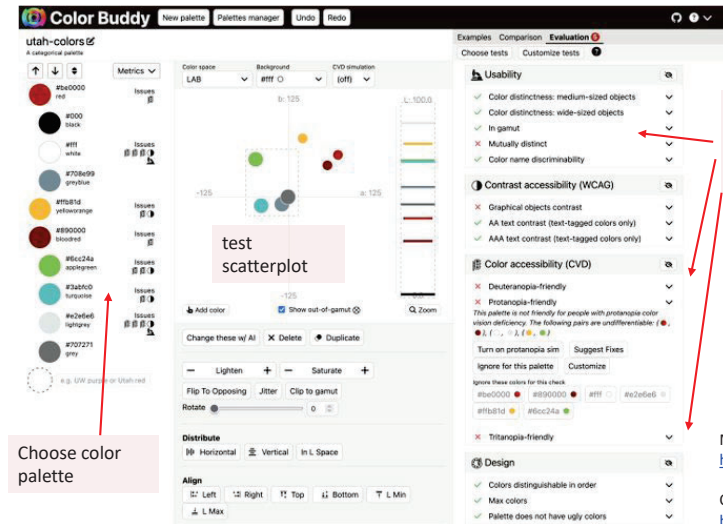 Color Buddy
New palette
Palettes manager
Undo
Redo
utah-colors
A categorical palette
Metrics
#be0000
red
Issues
#000
black
#fff
white
Issues
#708e99
greyblue
#ffb81d
yelloworange
Issues
#890000
bloodred
Issues
#6cc24a
applegreen
Issues
#3abfc0
turquoise
Issues
#e2e6e6
lightgrey
Issues
#707271
grey
e.g. UW purple or Utah red
Choose color
palette
Color space
LAB
Background
#fff
CVD simulation
(off)
b: 125
L: 100.0
-125
a: 125
test
scatterplot
-125
Add color
Show out-of-gamut
Zoom
Change these w/ AI
Delete
Duplicate
Lighten
Saturate
Flip To Opposing
Jitter
Clip to gamut
Rotate
0
Distribute
Horizontal
Vertical
In L Space
Align
Left
Right
Top
Bottom
L Min
L Max
Examples
Comparison
Evaluation
Choose tests
Customize tests
Usability
Color distinctness: medium-sized objects
Color distinctness: wide-sized objects
In gamut
Mutually distinct
Color name discriminability
Contrast accessibility (WCAG)
Graphical objects contrast
AA text contrast (text-tagged colors only)
AAA text contrast (text-tagged colors only)
Color accessibility (CVD)
Deuteranopia-friendly
Protanopia-friendly
This palette is not friendly for people with protanopia color
vision deficiency. The following pairs are undifferentiable: (
Turn on protanopia sim
Suggest Fixes
Ignore for this palette
Customize
Ignore these colors for this check
#be0000
#890000
#fff
#e2e6e6
#ffb81d
#6cc24a
Tritanopia-friendly
Design
Colors distinguishable in order
Max colors
Palette does not have ugly colors